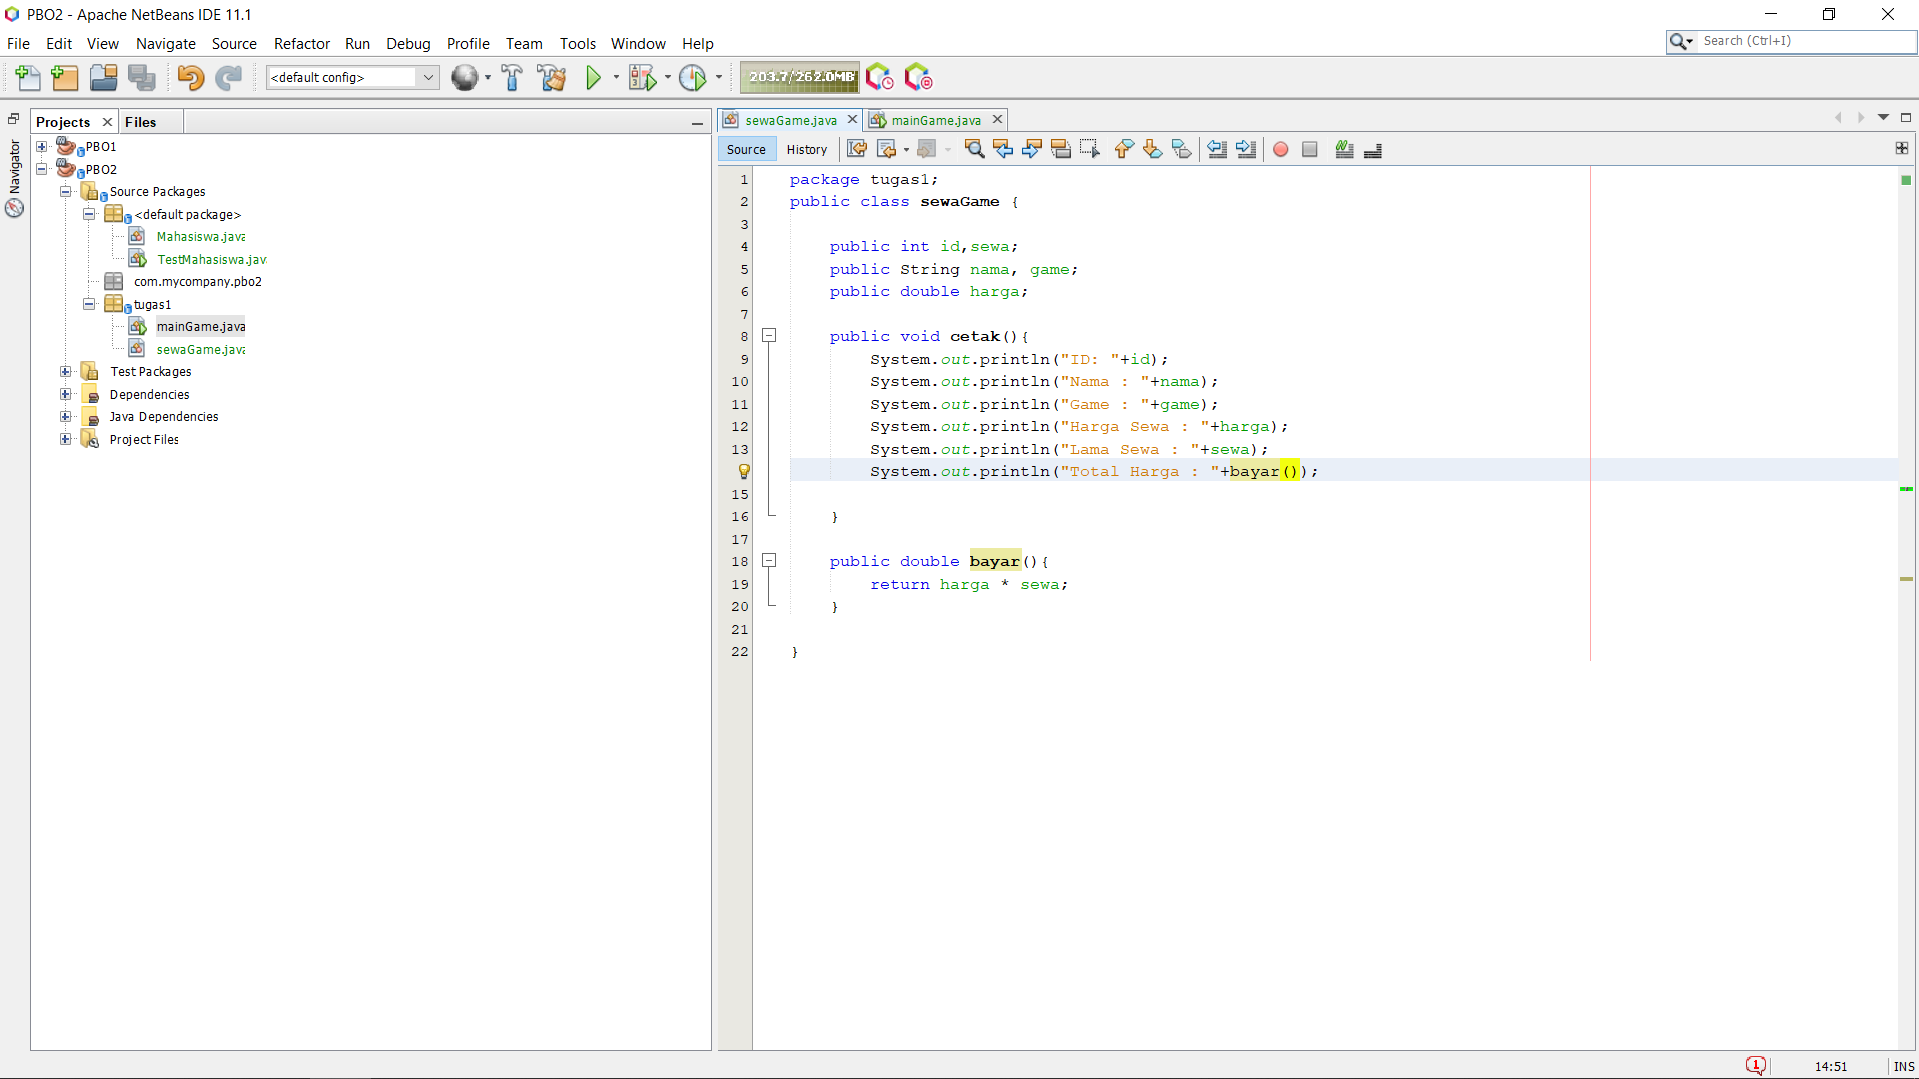 PBO2 - Apache NetBeans IDE 11.1
File Edit View Navigate Source Refactor Run Debug Profile Team Tools Window Help
Search (Ctrl+I)
<default config>
203.7/262.0MB
Projects Files
sewaGame.java mainGame.java
Source History
Navigator
PBO1
PBO2
Source Packages
<default package>
Mahasiswa.java
TestMahasiswa.jav
com.mycompany.pbo2
tugas1
mainGame.java
sewaGame.java
Test Packages
Dependencies
Java Dependencies
Project Files
1 package tugas1;
2 public class sewaGame {
3
4 public int id,sewa;
5 public String nama, game;
6 public double harga;
7
8 public void cetak(){
9 System.out.println("ID: "+id);
10 System.out.println("Nama : "+nama);
11 System.out.println("Game : "+game);
12 System.out.println("Harga Sewa : "+harga);
13 System.out.println("Lama Sewa : "+sewa);
System.out.println("Total Harga : "+bayar());
15
16 }
17
18 public double bayar(){
19 return harga * sewa;
20 }
21
22 }
1
14:51 INS